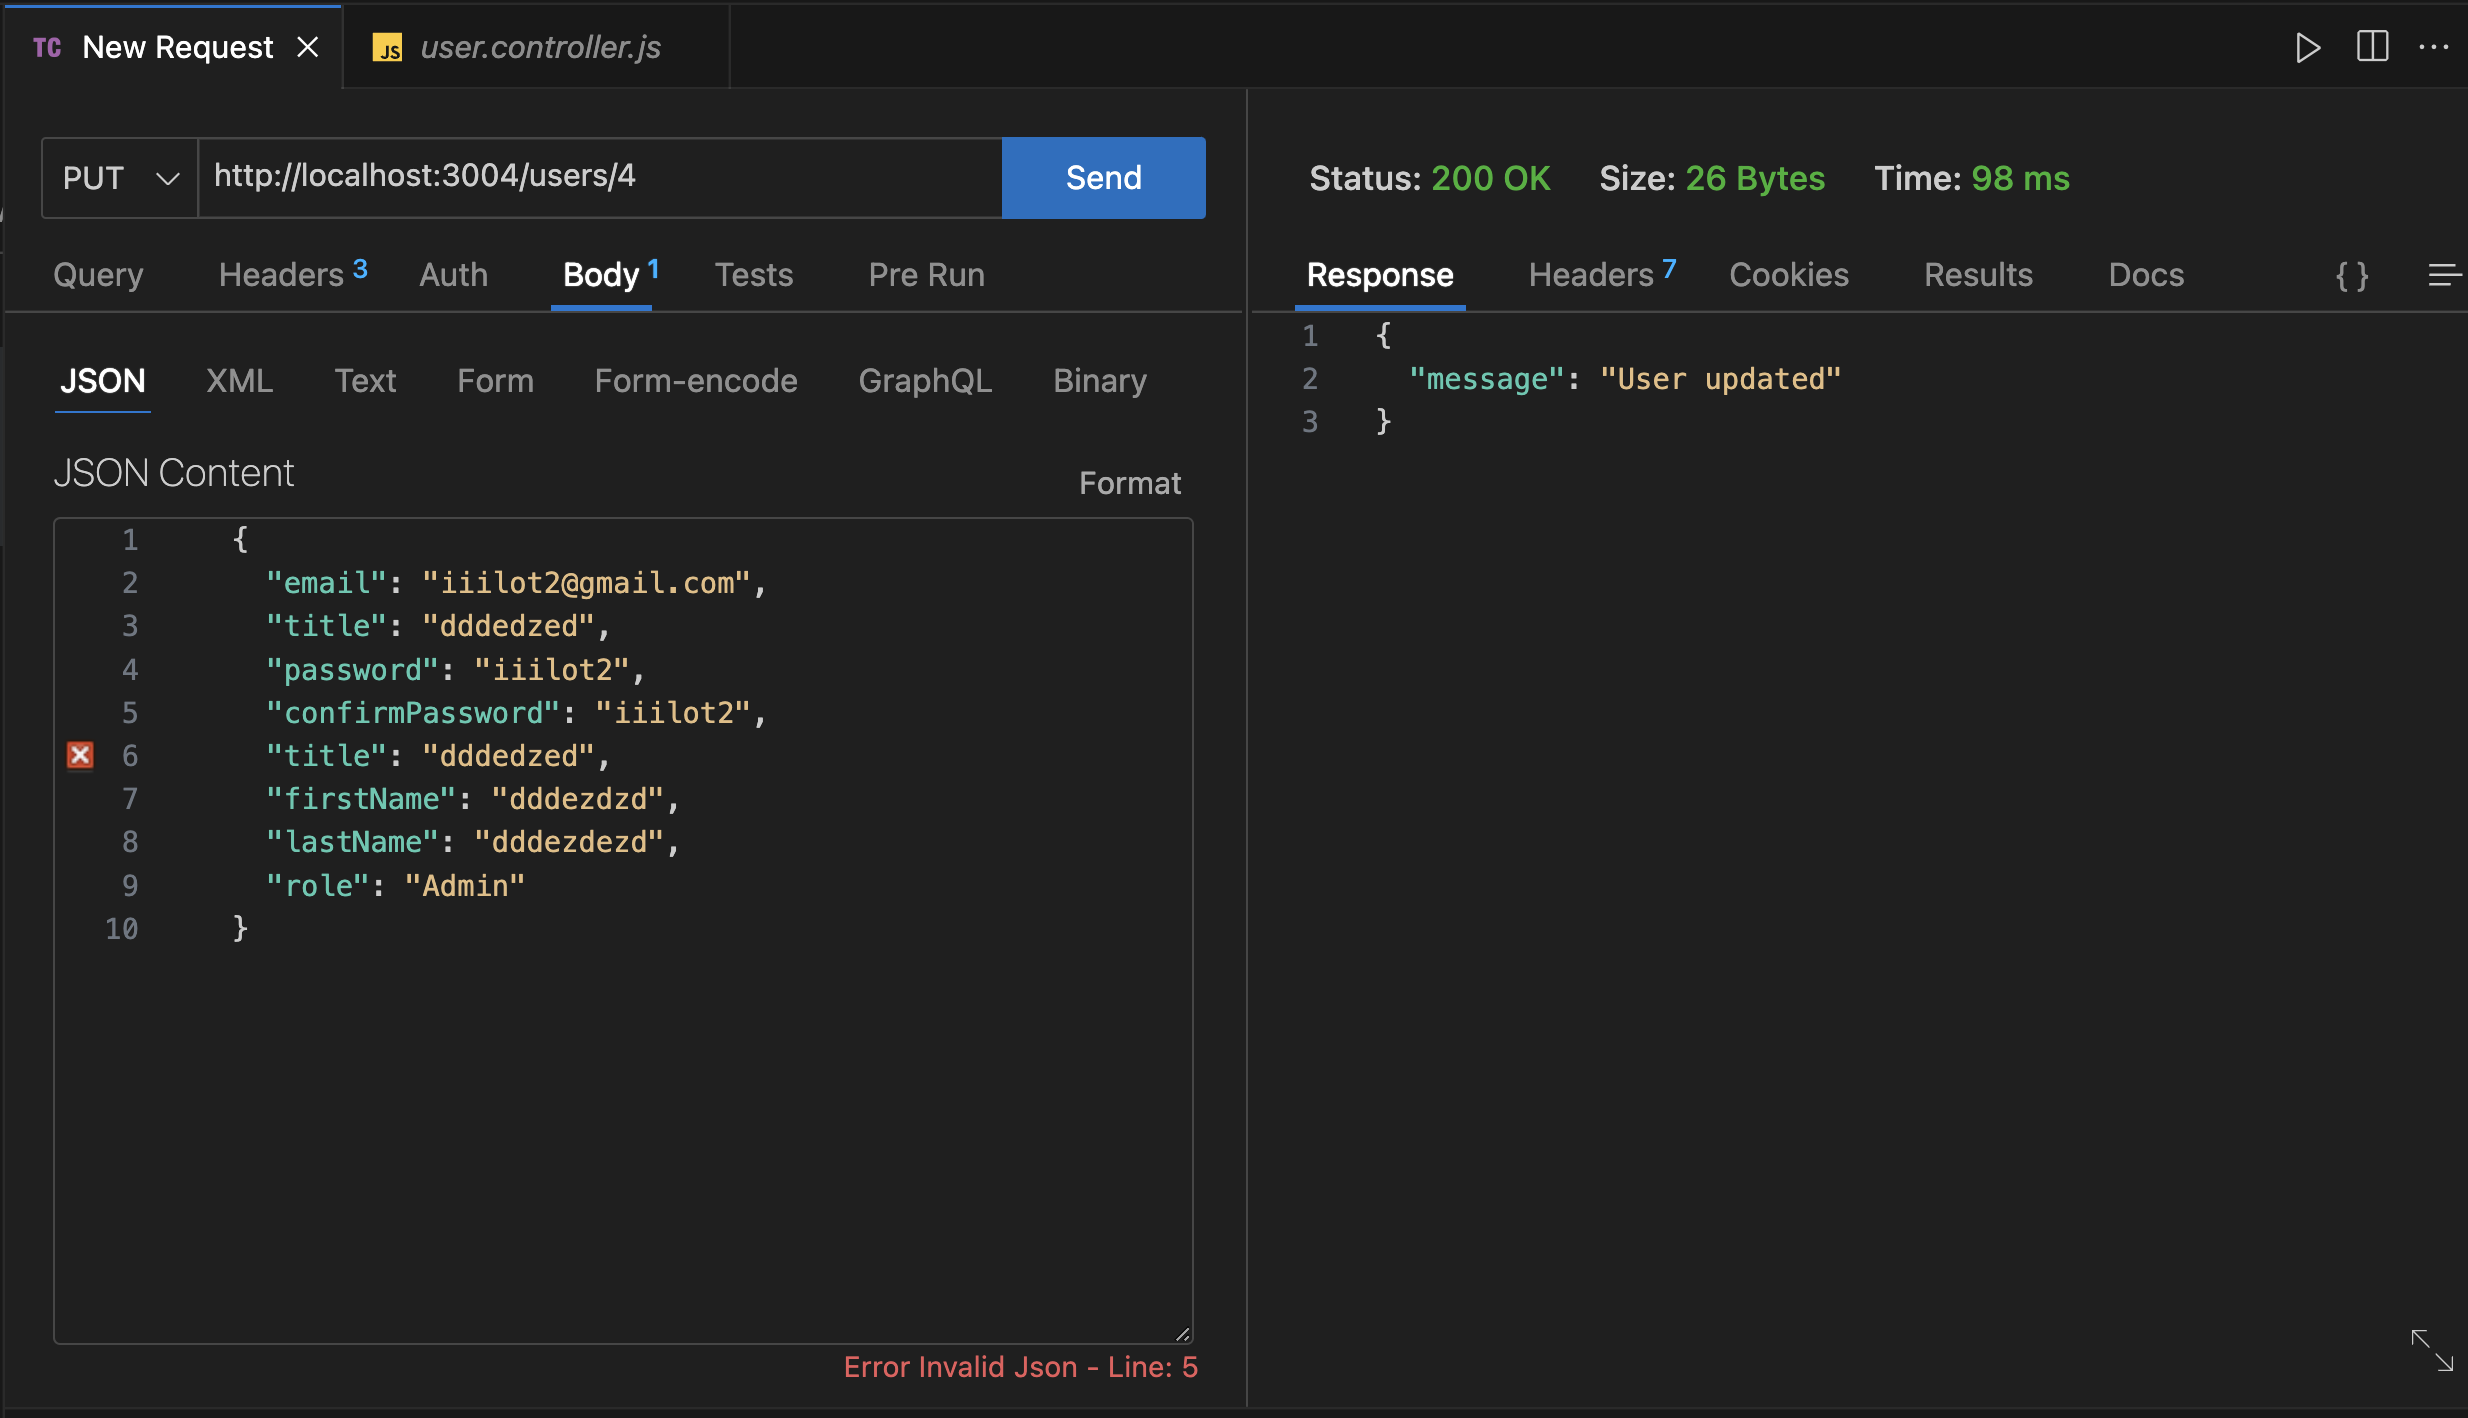 TC New Request
JS user.controller.js
PUT http://localhost:3004/users/4 Send
Query Headers 3 Auth Body 1 Tests Pre Run
JSON XML Text Form Form-encode GraphQL Binary
JSON Content
Format
1 {
2 "email": "iiilot2@gmail.com",
3 "title": "dddedzed",
4 "password": "iiilot2",
5 "confirmPassword": "iiilot2",
6 "title": "dddedzed",
7 "firstName": "dddezdzd",
8 "lastName": "dddezdezd",
9 "role": "Admin"
10 }
Error Invalid Json - Line: 5
Status: 200 OK Size: 26 Bytes Time: 98 ms
Response Headers 7 Cookies Results Docs {}
1 {
2 "message": "User updated"
3 }